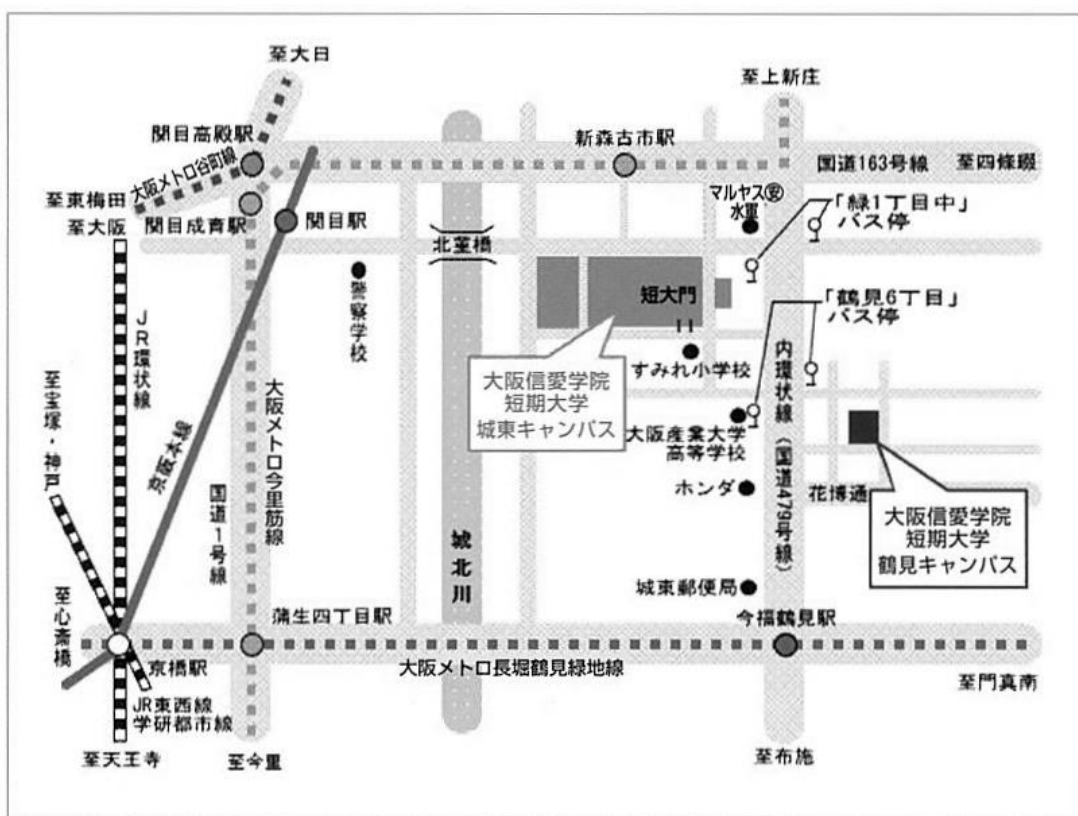 至大日
至上新庄
関目高殿駅
新森古市駅
大阪メトロ谷町線
国道163号線
至四條畷
至東梅田
マルヤス㊛
水軍
「緑1丁目中」
バス停
至大阪
関目成育駅
関目駅
北菫橋
警察学校
短大門
「鶴見6丁目」
バス停
JR環状線
すみれ小学校
大阪信愛学院
短期大学
城東キャンパス
内環状線(国道479号線)
至宝塚・神戸
京阪本線
大阪メトロ今里筋線
国道1号線
大阪産業大学
高等学校
ホンダ
花博通
大阪信愛学院
短期大学
鶴見キャンパス
城北川
城東郵便局
至心斎橋
蒲生四丁目駅
今福鶴見駅
京橋駅
大阪メトロ長堀鶴見緑地線
至門真南
JR東西線
学研都市線
至天王寺
至今里
至布施